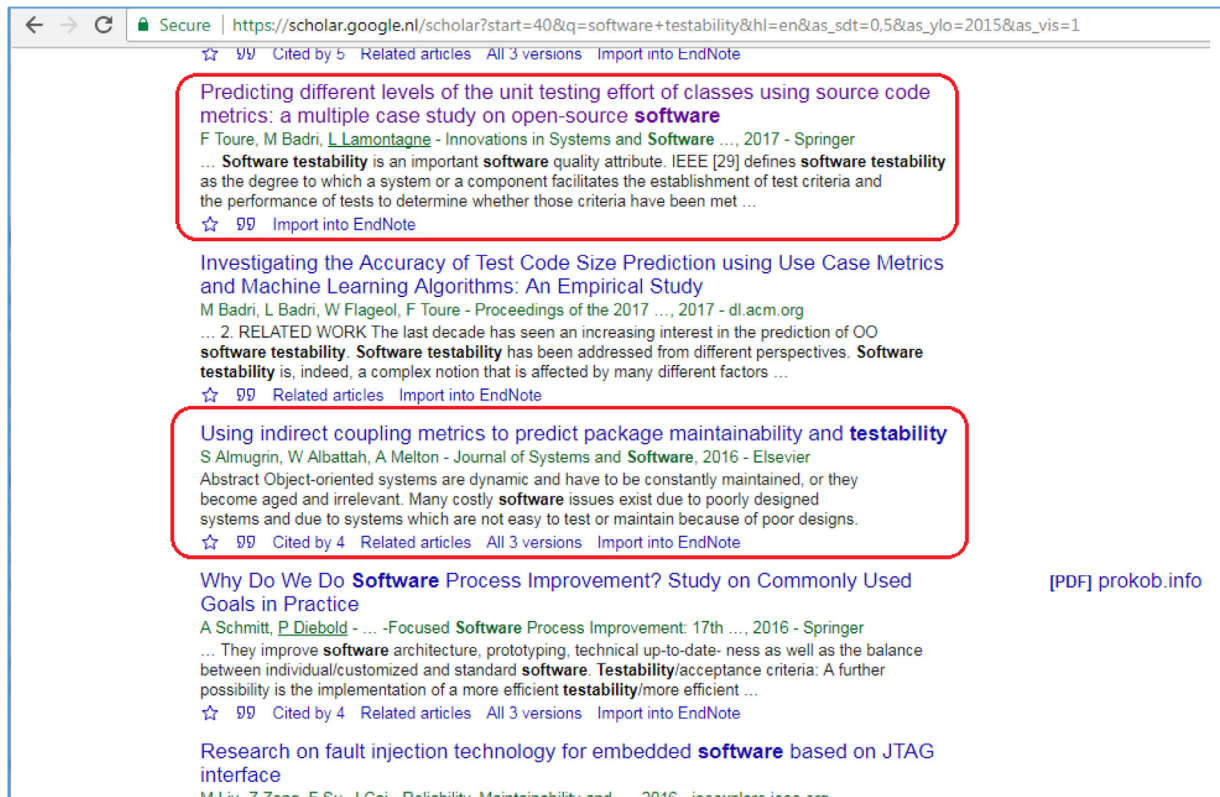 Secure | https://scholar.google.nl/scholar?start=40&q=software+testability&hl=en&as_sdt=0,5&as_ylo=2015&as_vis=1
Cited by 5 Related articles All 3 versions Import into EndNote
Predicting different levels of the unit testing effort of classes using source code
metrics: a multiple case study on open-source software
F Toure, M Badri, L Lamontagne - Innovations in Systems and Software ..., 2017 - Springer
... Software testability is an important software quality attribute. IEEE [29] defines software testability
as the degree to which a system or a component facilitates the establishment of test criteria and
the performance of tests to determine whether those criteria have been met ...
Import into EndNote
Investigating the Accuracy of Test Code Size Prediction using Use Case Metrics
and Machine Learning Algorithms: An Empirical Study
M Badri, L Badri, W Flageol, F Toure - Proceedings of the 2017 ..., 2017 - dl.acm.org
... 2. RELATED WORK The last decade has seen an increasing interest in the prediction of OO
software testability. Software testability has been addressed from different perspectives. Software
testability is, indeed, a complex notion that is affected by many different factors ...
Related articles Import into EndNote
Using indirect coupling metrics to predict package maintainability and testability
S Almugrin, W Albattah, A Melton - Journal of Systems and Software, 2016 - Elsevier
Abstract Object-oriented systems are dynamic and have to be constantly maintained, or they
become aged and irrelevant. Many costly software issues exist due to poorly designed
systems and due to systems which are not easy to test or maintain because of poor designs.
Cited by 4 Related articles All 3 versions Import into EndNote
Why Do We Do Software Process Improvement? Study on Commonly Used
Goals in Practice
[PDF] prokob.info
A Schmitt, P Diebold - ... -Focused Software Process Improvement: 17th ..., 2016 - Springer
... They improve software architecture, prototyping, technical up-to-date- ness as well as the balance
between individual/customized and standard software. Testability/acceptance criteria: A further
possibility is the implementation of a more efficient testability/more efficient ...
Cited by 4 Related articles All 3 versions Import into EndNote
Research on fault injection technology for embedded software based on JTAG
interface